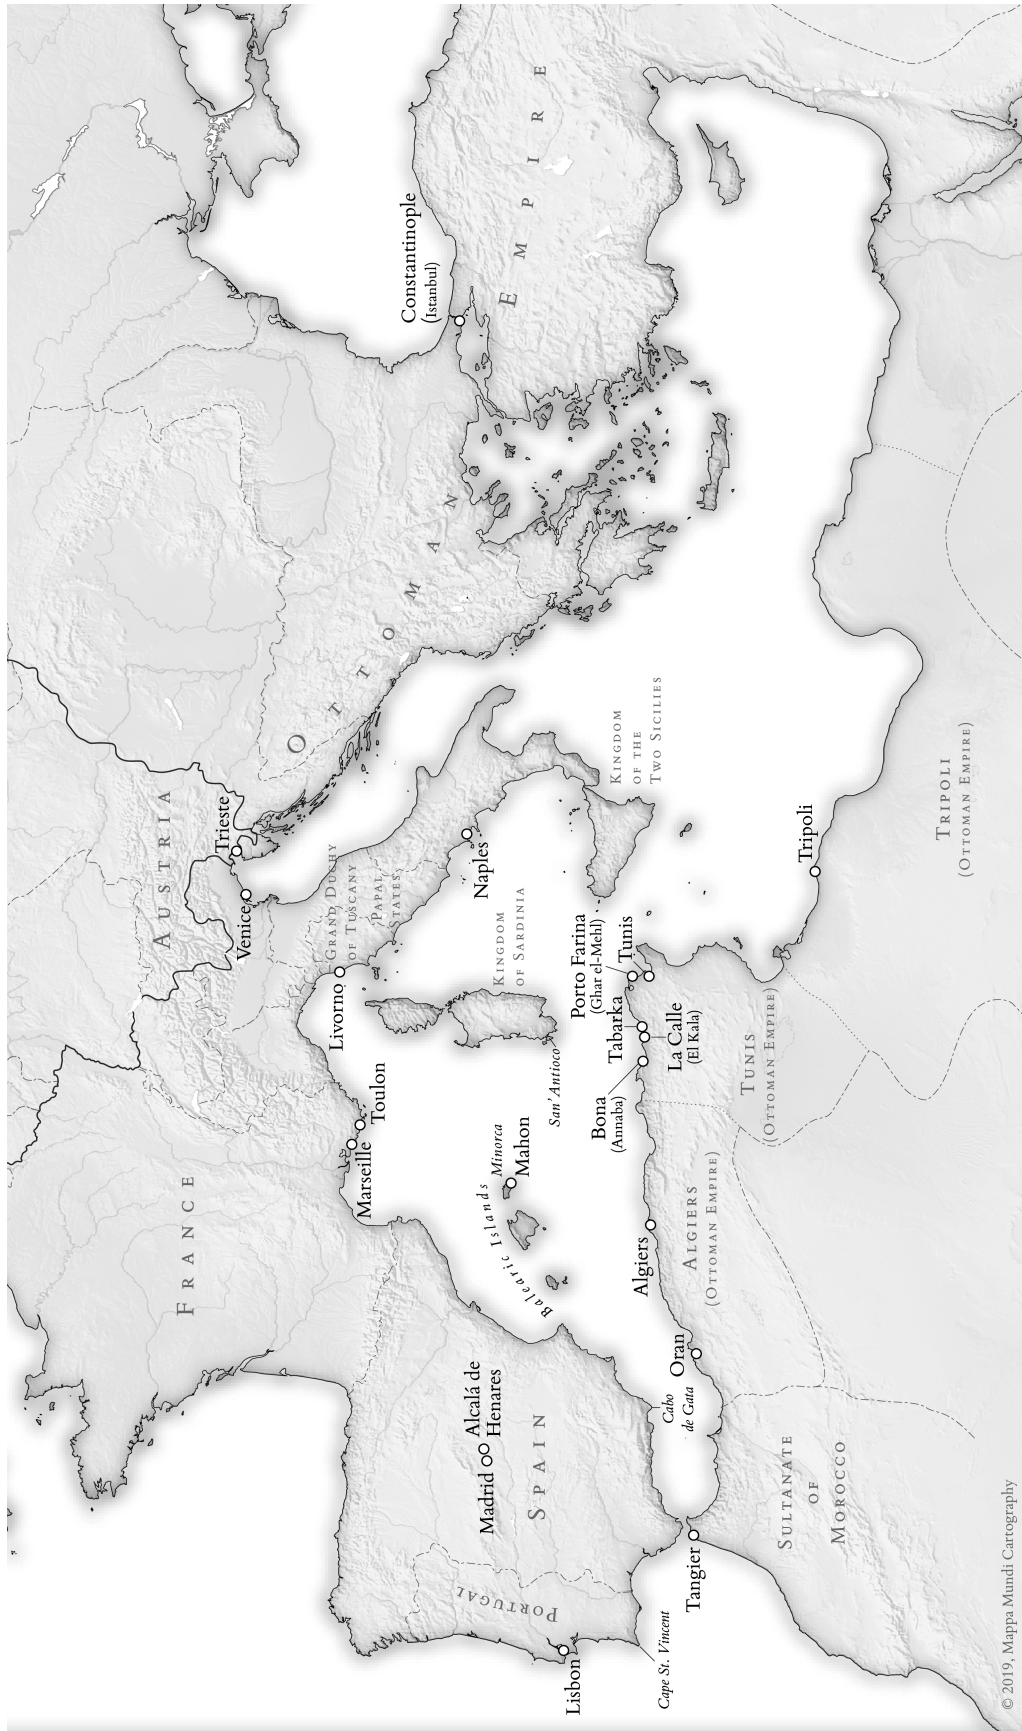 FRANCE
AUSTRIA
Trieste
Venice
GRAND DUCHY
OF TUSCANY
PAPAL
STATES
Livorno
Toulon
Marseille
OTTOMAN EMPIRE
Constantinople
(Istanbul)
Naples
KINGDOM
OF SARDINIA
KINGDOM
OF THE
TWO SICILIES
San' Antioco
Minorca
Mahon
Balearic Islands
Madrid
Alcalá de
Henares
SPAIN
PORTUGAL
Lisbon
Cape St. Vincent
Tangier
Cabo
de Gata
Oran
Algiers
ALGIERS
(OTTOMAN EMPIRE)
Bona
(Annaba)
La Calle
(El Kala)
Tabarka
Porto Farina
(Ghar el-Mehl)
Tunis
TUNIS
(OTTOMAN EMPIRE)
Tripoli
TRIPOLI
(OTTOMAN EMPIRE)
SULTANATE
OF
MOROCCO
© 2019, Mappa Mundi Cartography